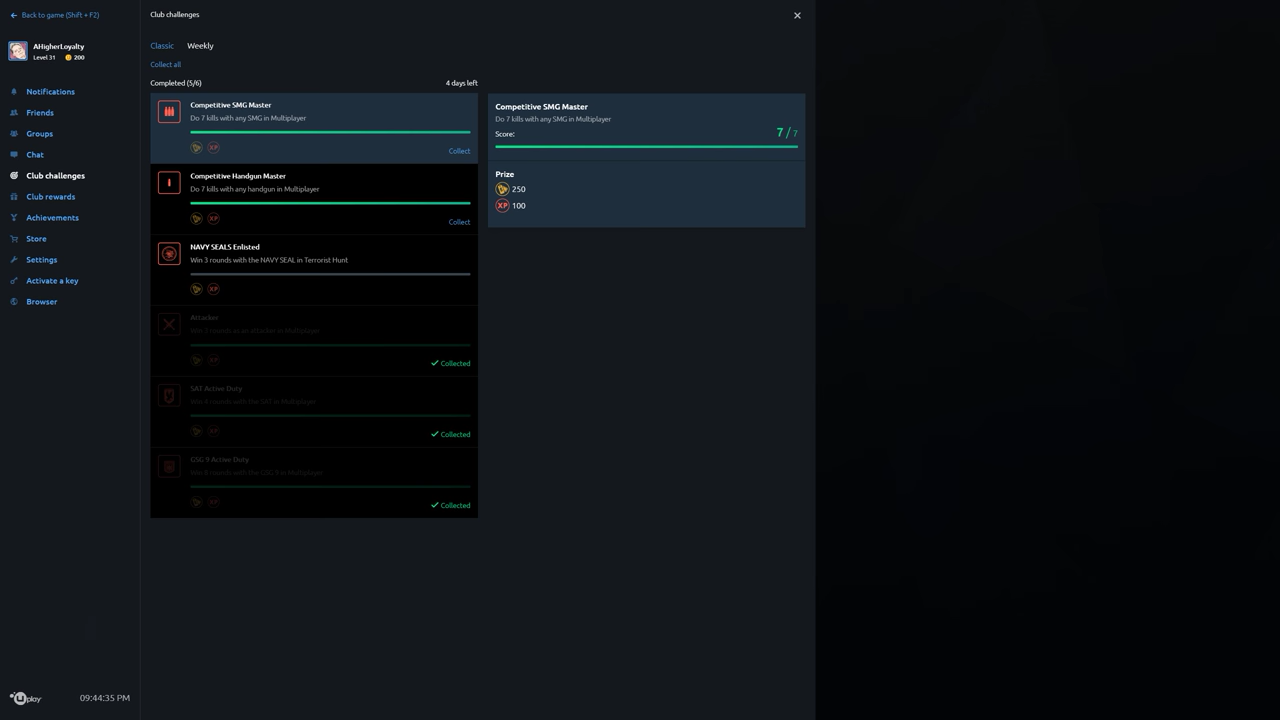 Back to game (Shift + F2)
AHigherLoyalty
Level 31 200
Notifications
Friends
Groups
Chat
Club challenges
Club rewards
Achievements
Store
Settings
Activate a key
Browser
uplay
09:44:35 PM
Club challenges
Classic Weekly
Collect all
Completed (5/6) 4 days left
Competitive SMG Master
Do 7 kills with any SMG in Multiplayer
XP
Collect
Competitive Handgun Master
Do 7 kills with any handgun in Multiplayer
XP
Collect
NAVY SEALS Enlisted
Win 3 rounds with the NAVY SEAL in Terrorist Hunt
XP
Attacker
Collected
SAT Active Duty
Collected
GSG 9 Active Duty
Collected
Competitive SMG Master
Do 7 kills with any SMG in Multiplayer
Score: 7 / 7
Prize
250
XP 100